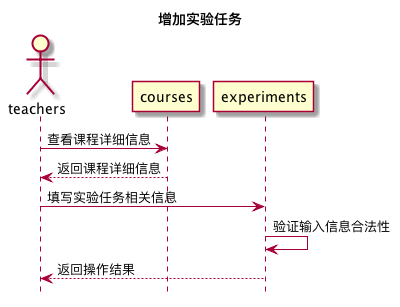 增加实验任务
teachers
courses
experiments
查看课程详细信息
返回课程详细信息
填写实验任务相关信息
验证输入信息合法性
返回操作结果